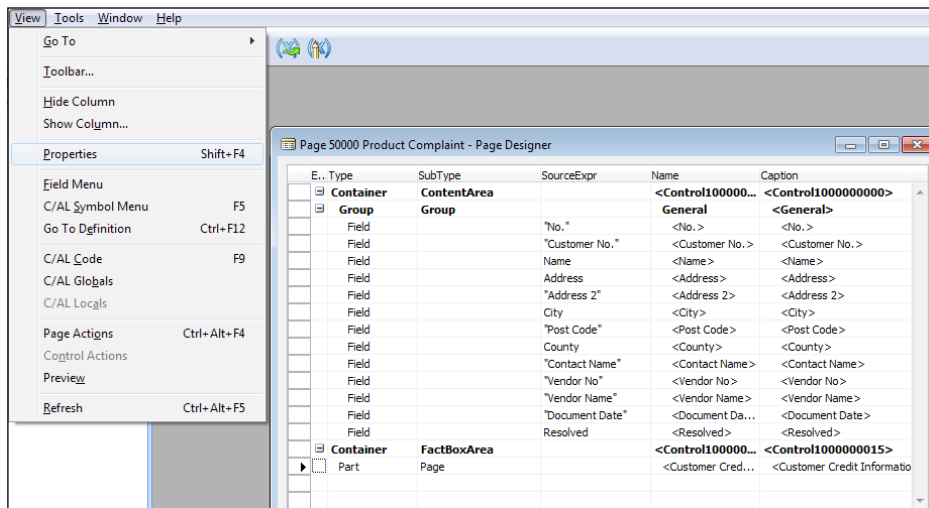 View Tools Window Help
Go To
Toolbar...
Hide Column
Show Column...
Properties Shift+F4
Field Menu
C/AL Symbol Menu F5
Go To Definition Ctrl+F12
C/AL Code F9
C/AL Globals
C/AL Locals
Page Actions Ctrl+Alt+F4
Control Actions
Preview
Refresh Ctrl+Alt+F5
Page 50000 Product Complaint - Page Designer
E.. Type SubType SourceExpr Name Caption
Container ContentArea <Control100000... <Control1000000000>
Group Group General <General>
Field "No." <No.> <No.>
Field "Customer No." <Customer No.> <Customer No.>
Field Name <Name> <Name>
Field Address <Address> <Address>
Field "Address 2" <Address 2> <Address 2>
Field City <City> <City>
Field "Post Code" <Post Code> <Post Code>
Field County <County> <County>
Field "Contact Name" <Contact Name> <Contact Name>
Field "Vendor No" <Vendor No> <Vendor No>
Field "Vendor Name" <Vendor Name> <Vendor Name>
Field "Document Date" <Document Da... <Document Date>
Field Resolved <Resolved> <Resolved>
Container FactBoxArea <Control100000... <Control1000000015>
Part Page <Customer Cred... <Customer Credit Informatio